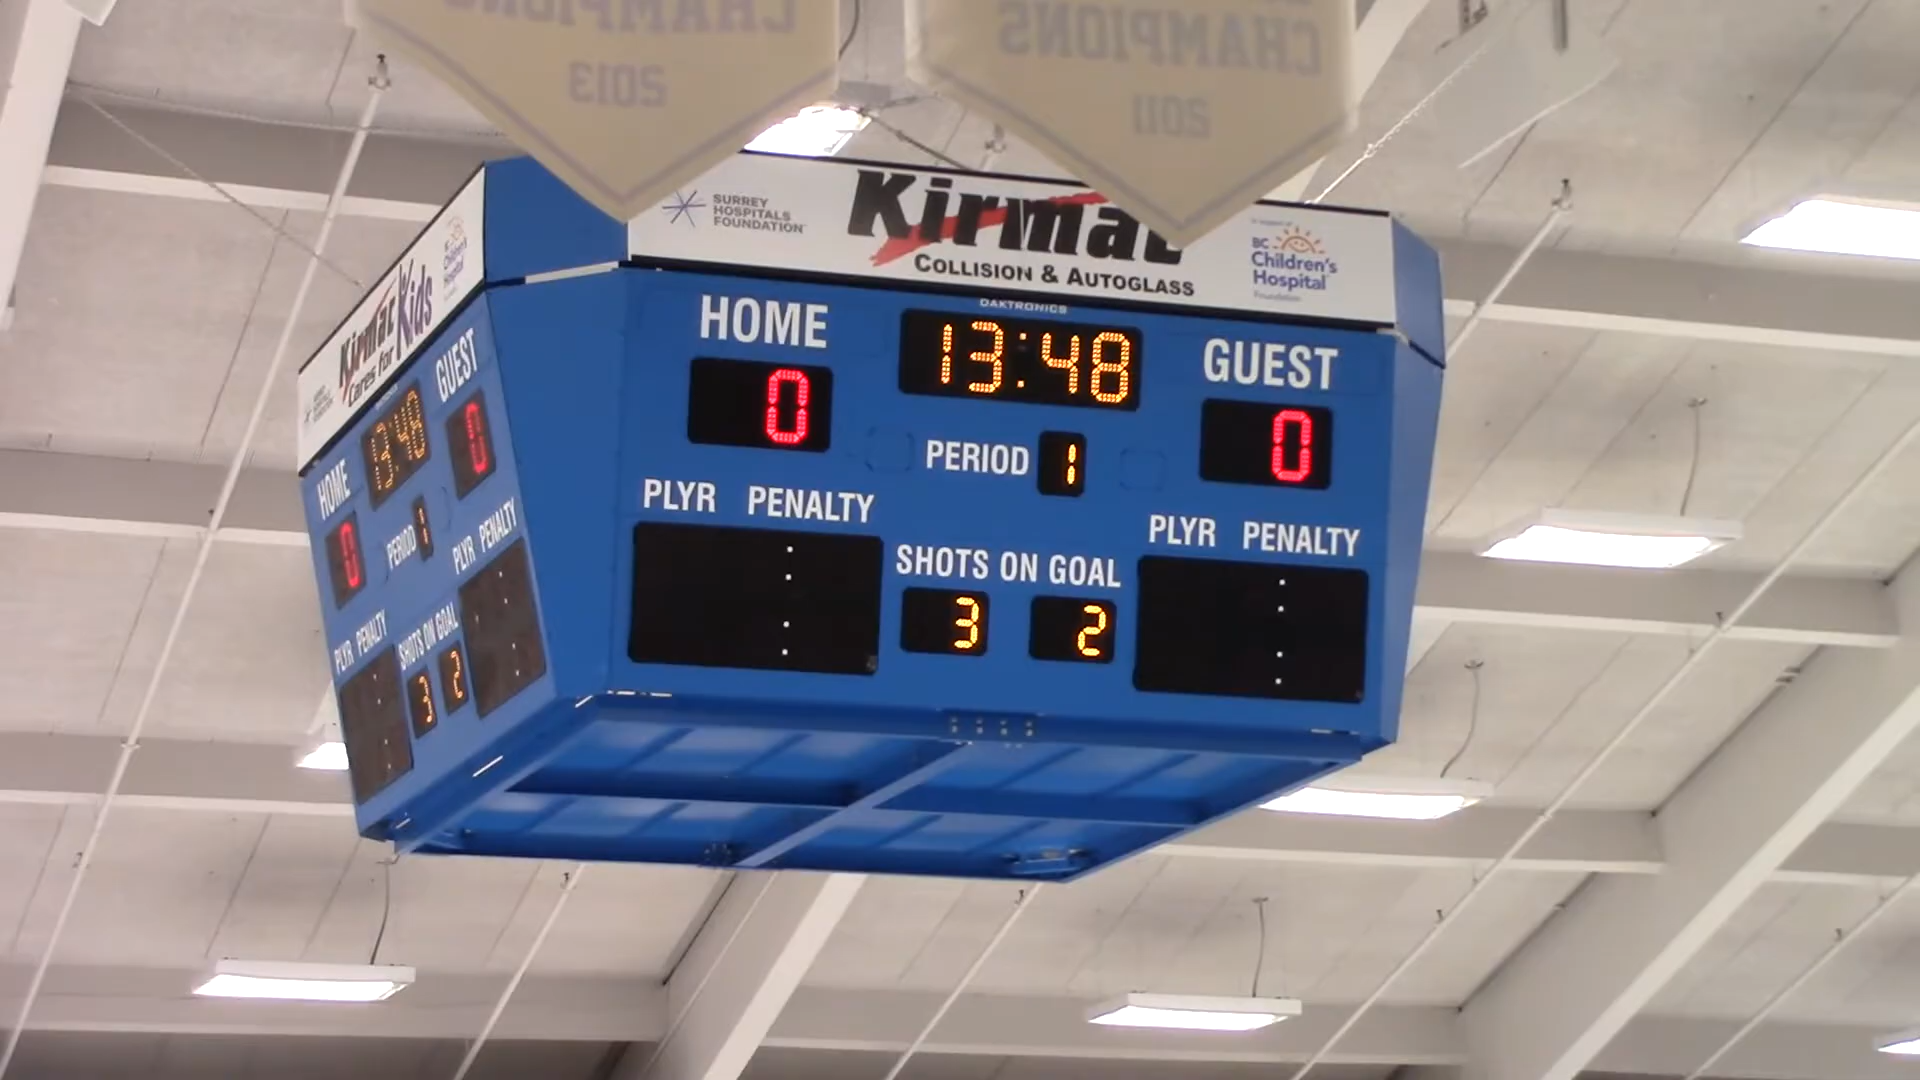 CHAMPIONS
2013
CHAMPIONS
2011
SURREY
HOSPITALS
FOUNDATION
Kirmac
COLLISION & AUTOGLASS
BC
Children's
Hospital
Foundation
DAKTRONICS
HOME
13:48
GUEST
0
0
PERIOD 1
PLYR PENALTY
PLYR PENALTY
SHOTS ON GOAL
3 2
Kirmac Kids
Cares for
Children's
Hospital
GUEST
13:48
0
HOME
0
PERIOD 1
PLYR PENALTY
PLYR PENALTY
SHOTS ON GOAL
3 2